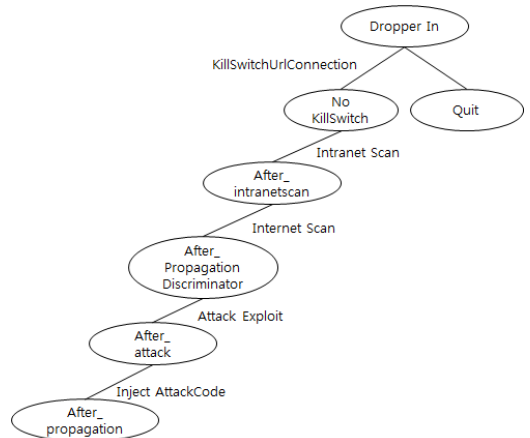 Dropper In
KillSwitchUrlConnection
No
KillSwitch
Quit
Intranet Scan
After_
intranetscan
Internet Scan
After_
Propagation
Discriminator
Attack Exploit
After_
attack
Inject AttackCode
After_
propagation